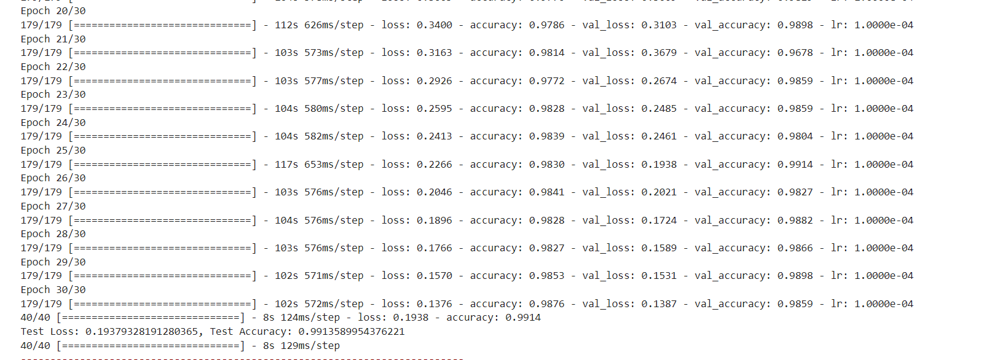 Epoch 20/30
179/179 [==============================] - 112s 626ms/step - loss: 0.3400 - accuracy: 0.9786 - val_loss: 0.3103 - val_accuracy: 0.9898 - lr: 1.0000e-04
Epoch 21/30
179/179 [==============================] - 103s 573ms/step - loss: 0.3163 - accuracy: 0.9814 - val_loss: 0.3679 - val_accuracy: 0.9678 - lr: 1.0000e-04
Epoch 22/30
179/179 [==============================] - 103s 577ms/step - loss: 0.2926 - accuracy: 0.9772 - val_loss: 0.2674 - val_accuracy: 0.9859 - lr: 1.0000e-04
Epoch 23/30
179/179 [==============================] - 104s 580ms/step - loss: 0.2595 - accuracy: 0.9828 - val_loss: 0.2485 - val_accuracy: 0.9859 - lr: 1.0000e-04
Epoch 24/30
179/179 [==============================] - 104s 582ms/step - loss: 0.2413 - accuracy: 0.9839 - val_loss: 0.2461 - val_accuracy: 0.9804 - lr: 1.0000e-04
Epoch 25/30
179/179 [==============================] - 117s 653ms/step - loss: 0.2266 - accuracy: 0.9830 - val_loss: 0.1938 - val_accuracy: 0.9914 - lr: 1.0000e-04
Epoch 26/30
179/179 [==============================] - 103s 576ms/step - loss: 0.2046 - accuracy: 0.9841 - val_loss: 0.2021 - val_accuracy: 0.9827 - lr: 1.0000e-04
Epoch 27/30
179/179 [==============================] - 104s 576ms/step - loss: 0.1896 - accuracy: 0.9828 - val_loss: 0.1724 - val_accuracy: 0.9882 - lr: 1.0000e-04
Epoch 28/30
179/179 [==============================] - 103s 576ms/step - loss: 0.1766 - accuracy: 0.9827 - val_loss: 0.1589 - val_accuracy: 0.9866 - lr: 1.0000e-04
Epoch 29/30
179/179 [==============================] - 102s 571ms/step - loss: 0.1570 - accuracy: 0.9853 - val_loss: 0.1531 - val_accuracy: 0.9898 - lr: 1.0000e-04
Epoch 30/30
179/179 [==============================] - 102s 572ms/step - loss: 0.1376 - accuracy: 0.9876 - val_loss: 0.1387 - val_accuracy: 0.9859 - lr: 1.0000e-04
40/40 [==============================] - 8s 124ms/step - loss: 0.1938 - accuracy: 0.9914
Test Loss: 0.19379328191280365, Test Accuracy: 0.9913589954376221
40/40 [==============================] - 8s 129ms/step
---------------------------------------------------------------------------